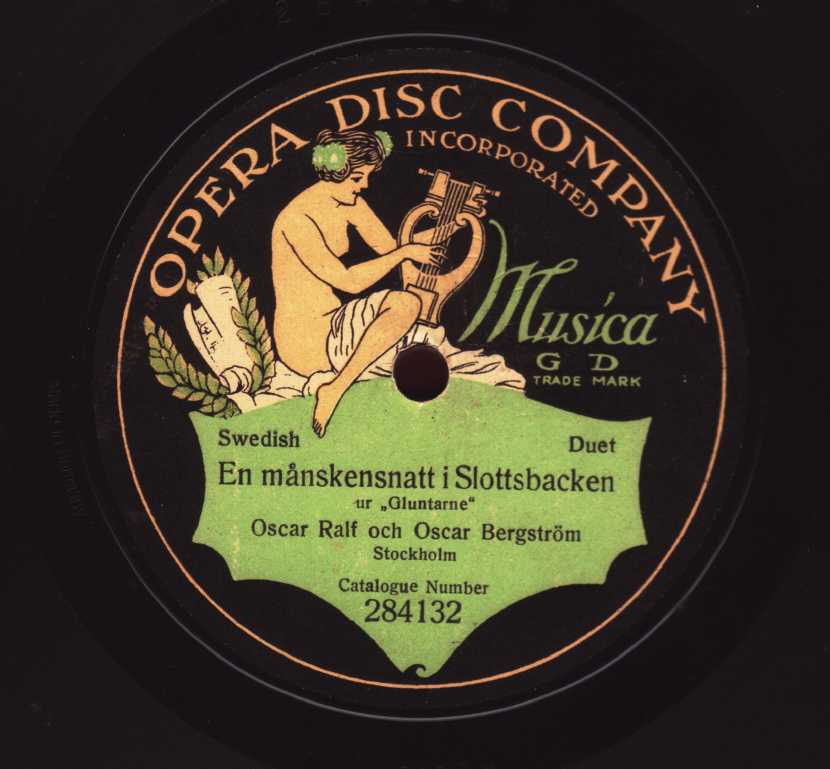 OPERA DISC COMPANY
INCORPORATED
Musica
G D
TRADE MARK
Swedish Duet
En månskensnatt i Slottsbacken
ur „Gluntarne“
Oscar Ralf och Oscar Bergström
Stockholm
Catalogue Number
284132